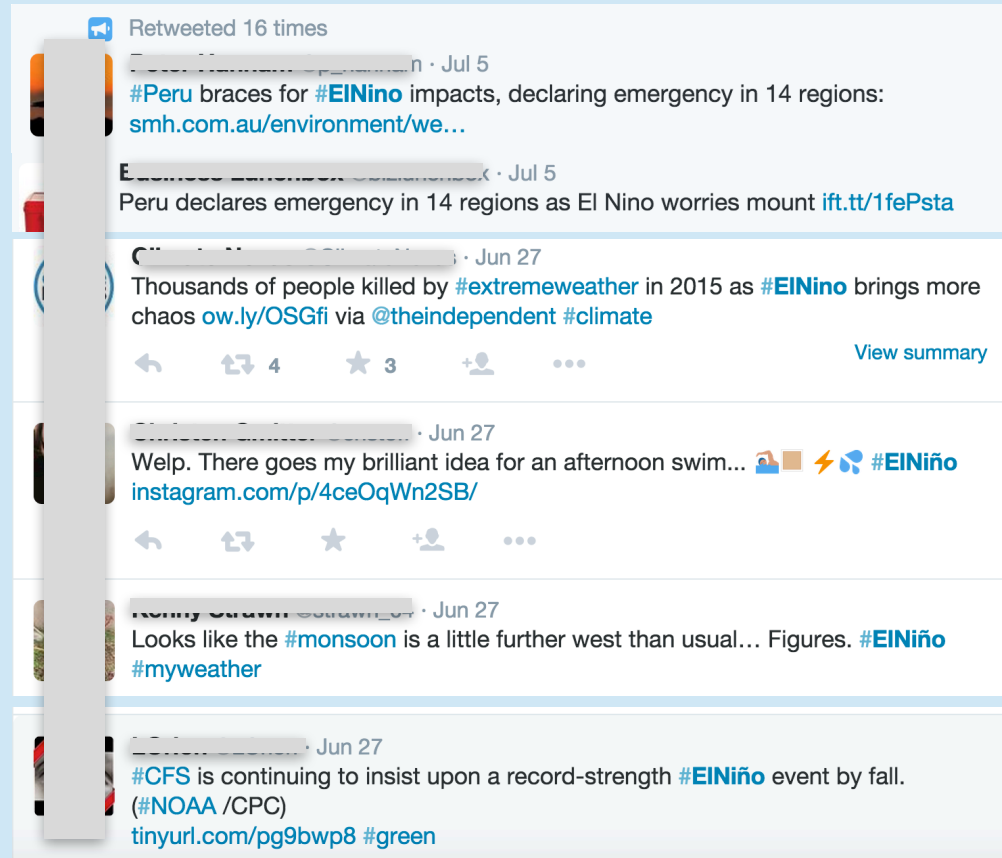 Retweeted 16 times
· Jul 5
#Peru braces for #ElNino impacts, declaring emergency in 14 regions:
smh.com.au/environment/we...
· Jul 5
Peru declares emergency in 14 regions as El Nino worries mount ift.tt/1fePsta
· Jun 27
Thousands of people killed by #extremeweather in 2015 as #ElNino brings more
chaos ow.ly/OSGfi via @theindependent #climate
4 3 View summary
· Jun 27
Welp. There goes my brilliant idea for an afternoon swim... #ElNiño
instagram.com/p/4ceOqWn2SB/
· Jun 27
Looks like the #monsoon is a little further west than usual... Figures. #ElNiño
#myweather
· Jun 27
#CFS is continuing to insist upon a record-strength #ElNiño event by fall.
(#NOAA /CPC)
tinyurl.com/pg9bwp8 #green